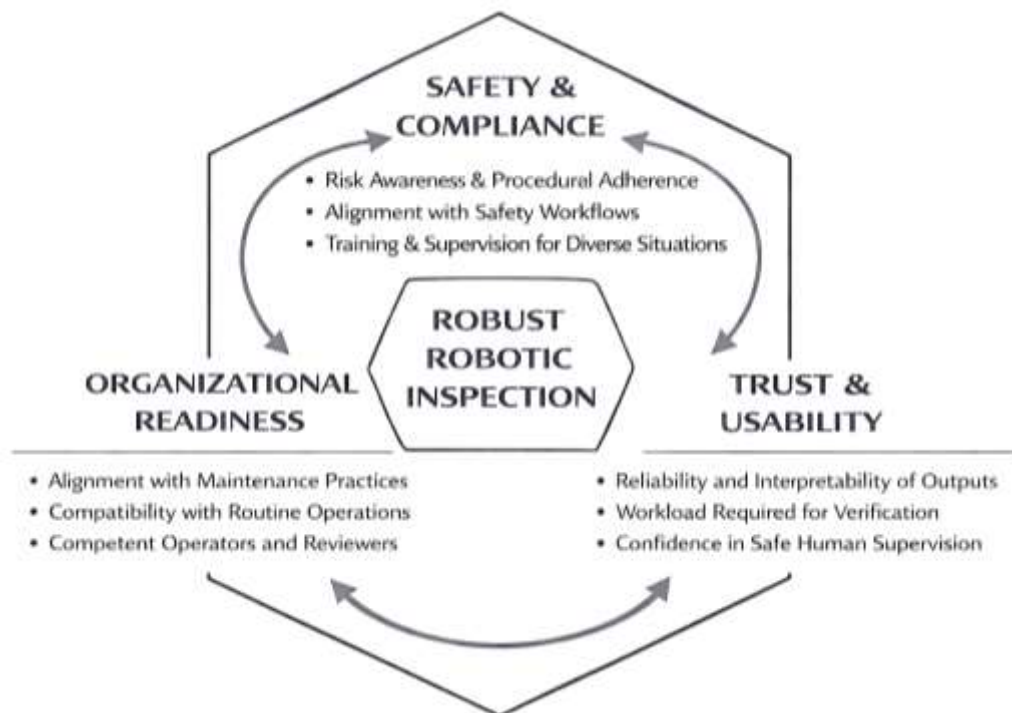 SAFETY &
COMPLIANCE
• Risk Awareness & Procedural Adherence
• Alignment with Safety Workflows
• Training & Supervision for Diverse Situations
ROBUST
ROBOTIC
INSPECTION
ORGANIZATIONAL
READINESS
• Alignment with Maintenance Practices
• Compatibility with Routine Operations
• Competent Operators and Reviewers
TRUST &
USABILITY
• Reliability and Interpretability of Outputs
• Workload Required for Verification
• Confidence in Safe Human Supervision